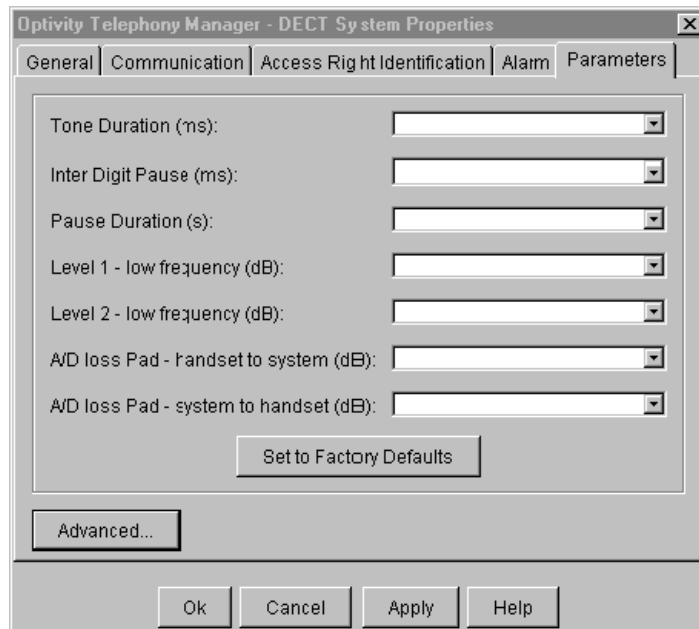 Optivity Telephony Manager - DECT System Properties
General Communication Access Right Identification Alarm Parameters
Tone Duration (ms):
Inter Digit Pause (ms):
Pause Duration (s):
Level 1 - low frequency (dB):
Level 2 - low frequency (dB):
A/D loss Pad - handset to system (dB):
A/D loss Pad - system to handset (dB):
Set to Factory Defaults
Advanced...
Ok Cancel Apply Help